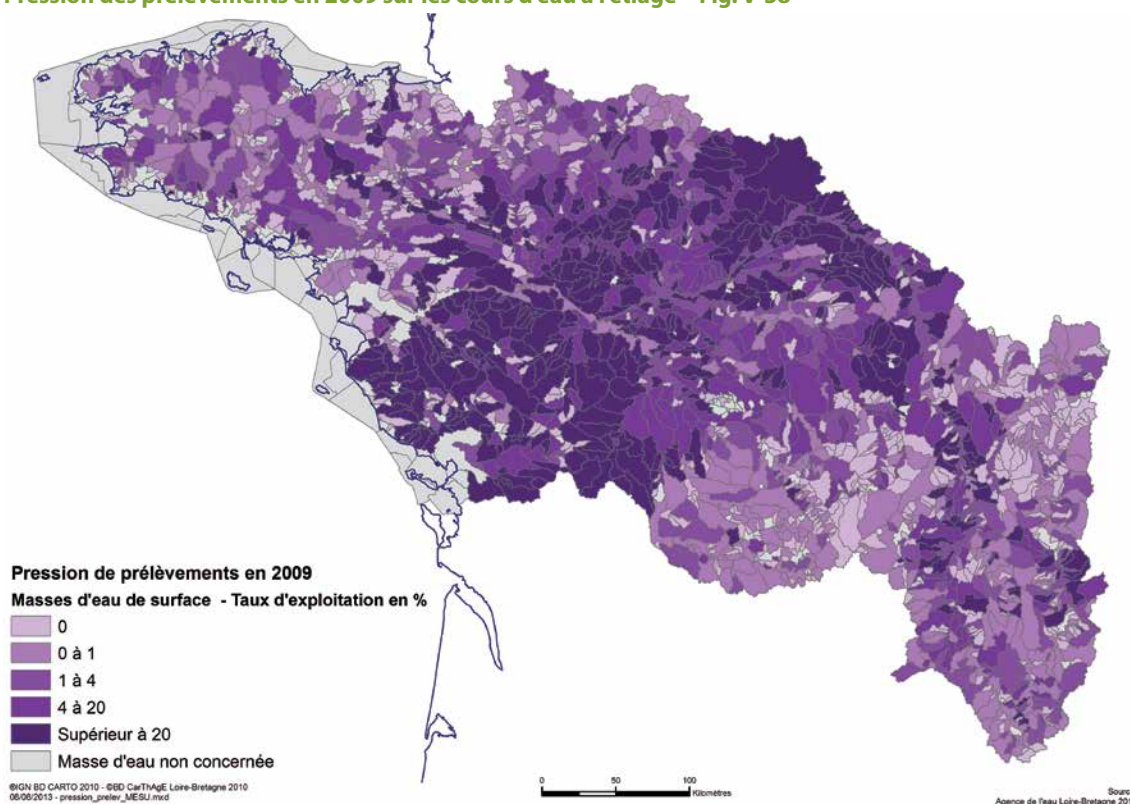 Pression des prélèvements en 2009 sur les cours d'eau à l'étiage - Fig. V-38
Pression de prélèvements en 2009
Masses d'eau de surface - Taux d'exploitation en %
0
0 à 1
1 à 4
4 à 20
Supérieur à 20
Masse d'eau non concernée
©IGN BD CARTO 2010 - ©BD CarThAgE Loire-Bretagne 2010
06/06/2013 - pression_prelev_MESU.mxd
0 50 100
Kilomètres
Source
Agence de l'eau Loire-Bretagne